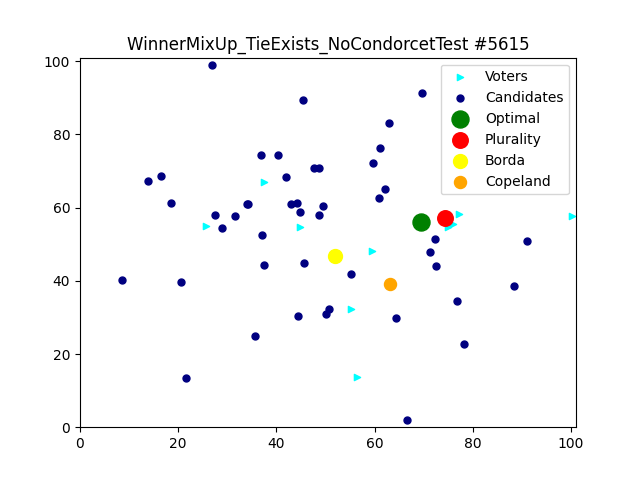 WinnerMixUp_TieExists_NoCondorcetTest #5615
100
80
60
40
20
0
0 20 40 60 80 100
Voters
Candidates
Optimal
Plurality
Borda
Copeland